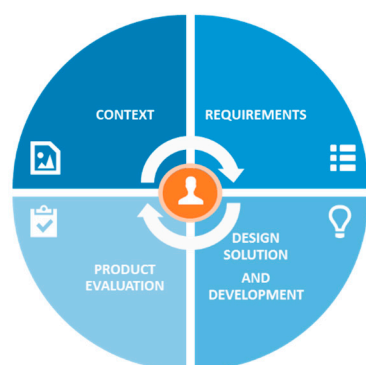 CONTEXT
REQUIREMENTS
DESIGN
SOLUTION
AND
DEVELOPMENT
PRODUCT
EVALUATION